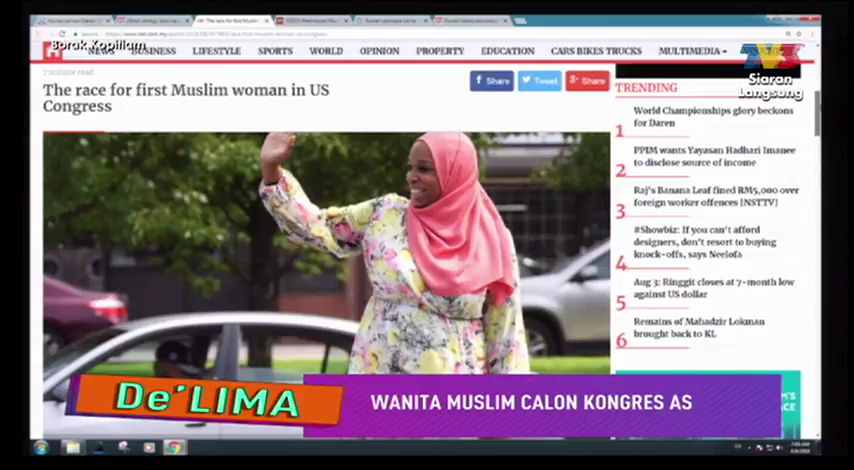 Borak Kopitiam
NEWS BUSINESS LIFESTYLE SPORTS WORLD OPINION PROPERTY EDUCATION CARS BIKES TRUCKS MULTIMEDIA
Siaran
Langsung
7 minute read
Share
Tweet
Share
The race for first Muslim woman in US
Congress
TRENDING
1
World Championships glory beckons
for Daren
2
PPIM wants Yayasan Hadhari Imanee
to disclose source of income
3
Raj's Banana Leaf fined RM5,000 over
foreign worker offences [NSTTV]
4
#Showbiz: If you can't afford
designers, don't resort to buying
knock-offs, says Neelofa
5
Aug 3: Ringgit closes at 7-month low
against US dollar
6
Remains of Mahadzir Lokman
brought back to KL
De'LIMA
WANITA MUSLIM CALON KONGRES AS